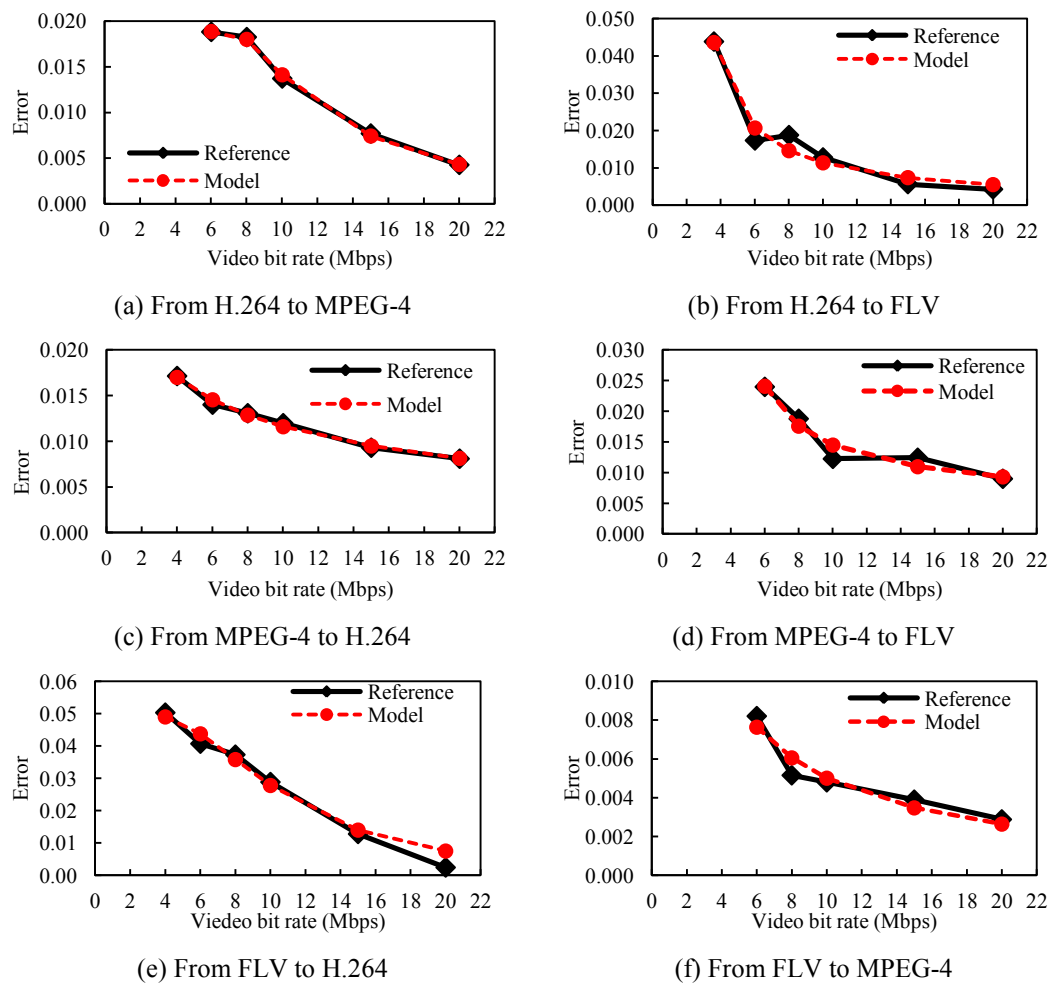 0.020
0.015
0.010
0.005
0.000
Error
Reference
Model
0 2 4 6 8 10 12 14 16 18 20 22
Video bit rate (Mbps)
(a) From H.264 to MPEG-4
0.050
0.040
0.030
0.020
0.010
0.000
Error
Reference
Model
0 2 4 6 8 10 12 14 16 18 20 22
Video bit rate (Mbps)
(b) From H.264 to FLV
0.020
0.015
0.010
0.005
0.000
Error
Reference
Model
0 2 4 6 8 10 12 14 16 18 20 22
Video bit rate (Mbps)
(c) From MPEG-4 to H.264
0.030
0.025
0.020
0.015
0.010
0.005
0.000
Error
Reference
Model
0 2 4 6 8 10 12 14 16 18 20 22
Video bit rate (Mbps)
(d) From MPEG-4 to FLV
0.06
0.05
0.04
0.03
0.02
0.01
0.00
Error
Reference
Model
0 2 4 6 8 10 12 14 16 18 20 22
Viedeo bit rate (Mbps)
(e) From FLV to H.264
0.010
0.008
0.006
0.004
0.002
0.000
Error
Reference
Model
0 2 4 6 8 10 12 14 16 18 20 22
Video bit rate (Mbps)
(f) From FLV to MPEG-4